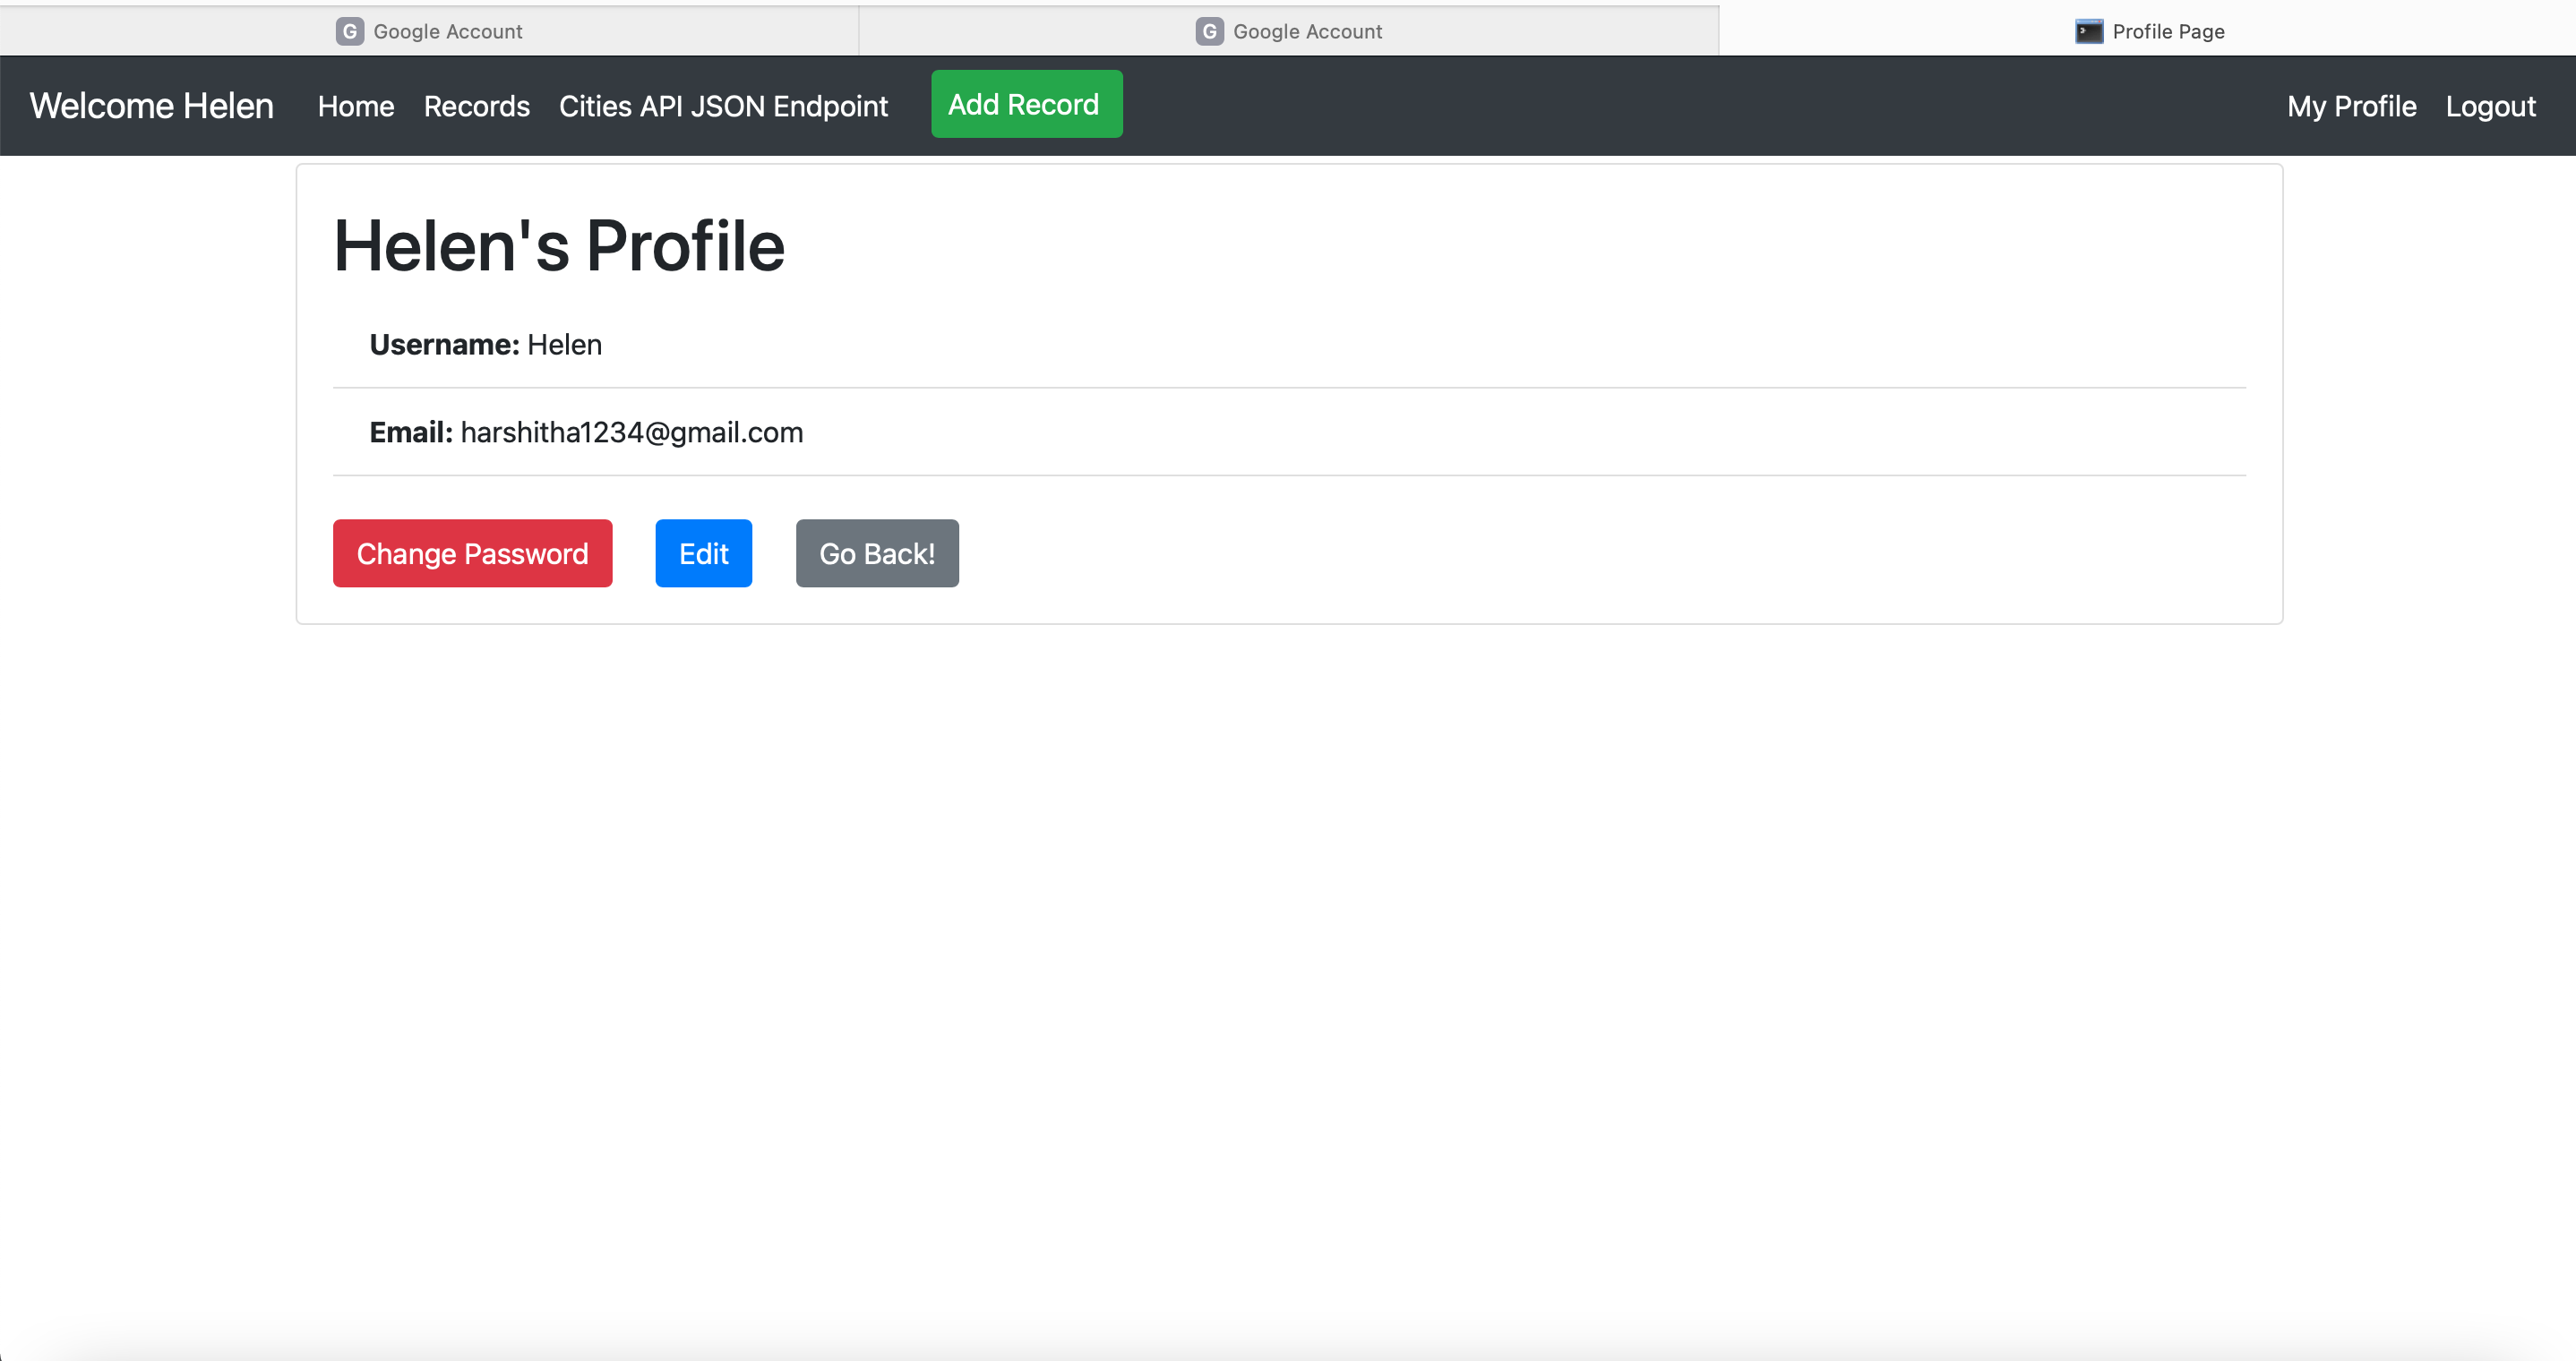 G Google Account G Google Account Profile Page
Welcome Helen Home Records Cities API JSON Endpoint Add Record My Profile Logout
Helen's Profile
Username: Helen
Email: harshitha1234@gmail.com
Change Password Edit Go Back!